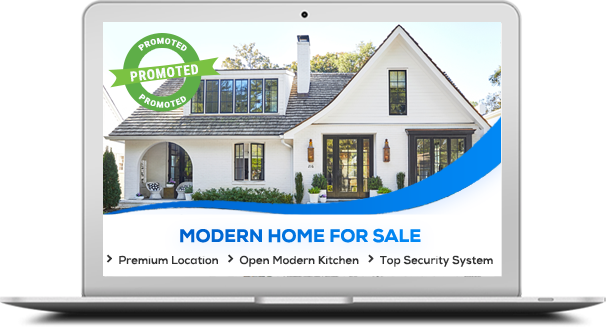 PROMOTED
PROMOTED
PROMOTED
MODERN HOME FOR SALE
Premium Location
Open Modern Kitchen
Top Security System